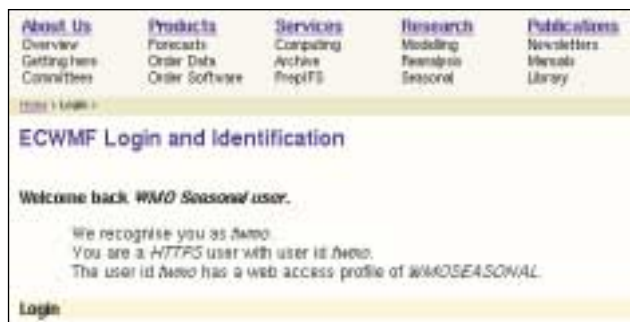 About Us Products Services Research Publications
Overview Forecasts Computing Modelling Newsletters
Getting here Order Data Archive Reanalysis Manuals
Committees Order Software PrepIFS Seasonal Library
Home > Login >
ECWMF Login and Identification
Welcome back WMO Seasonal user.
We recognise you as fwmo.
You are a HTTPS user with user id fwmo.
The user id fwmo has a web access profile of WMOSEASONAL.
Login